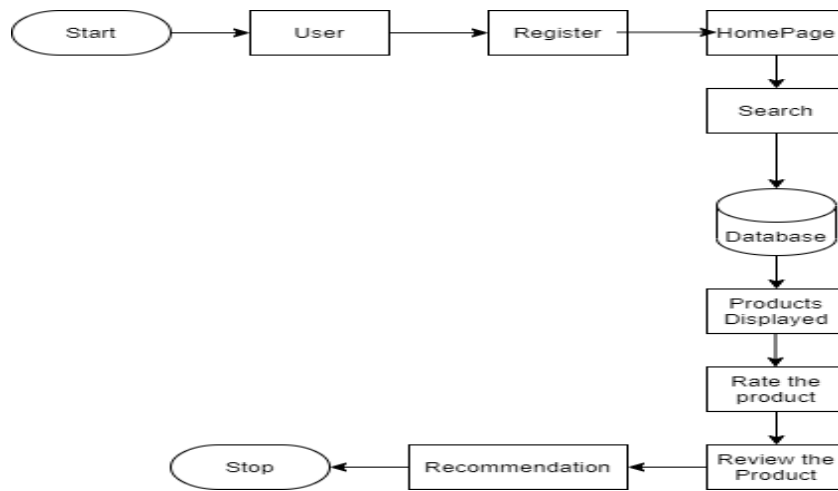 Start
User
Register
HomePage
Search
Database
Products
Displayed
Rate the
product
Review the
Product
Recommendation
Stop